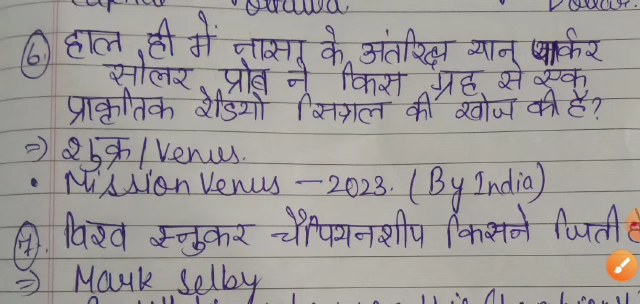 ⑥ हाल ही में नासा के अंतरिक्ष यान पार्कर
सोलर प्रोब ने किस ग्रह से एक
प्राकृतिक रेडियो सिग्नल की खोज की है?
⇒ शुक्र / Venus.
• Mission Venus – 2023. (By India)
⑦. विश्व स्नुकर चैंपियनशीप किसने जिती
⇒ Mark Selby